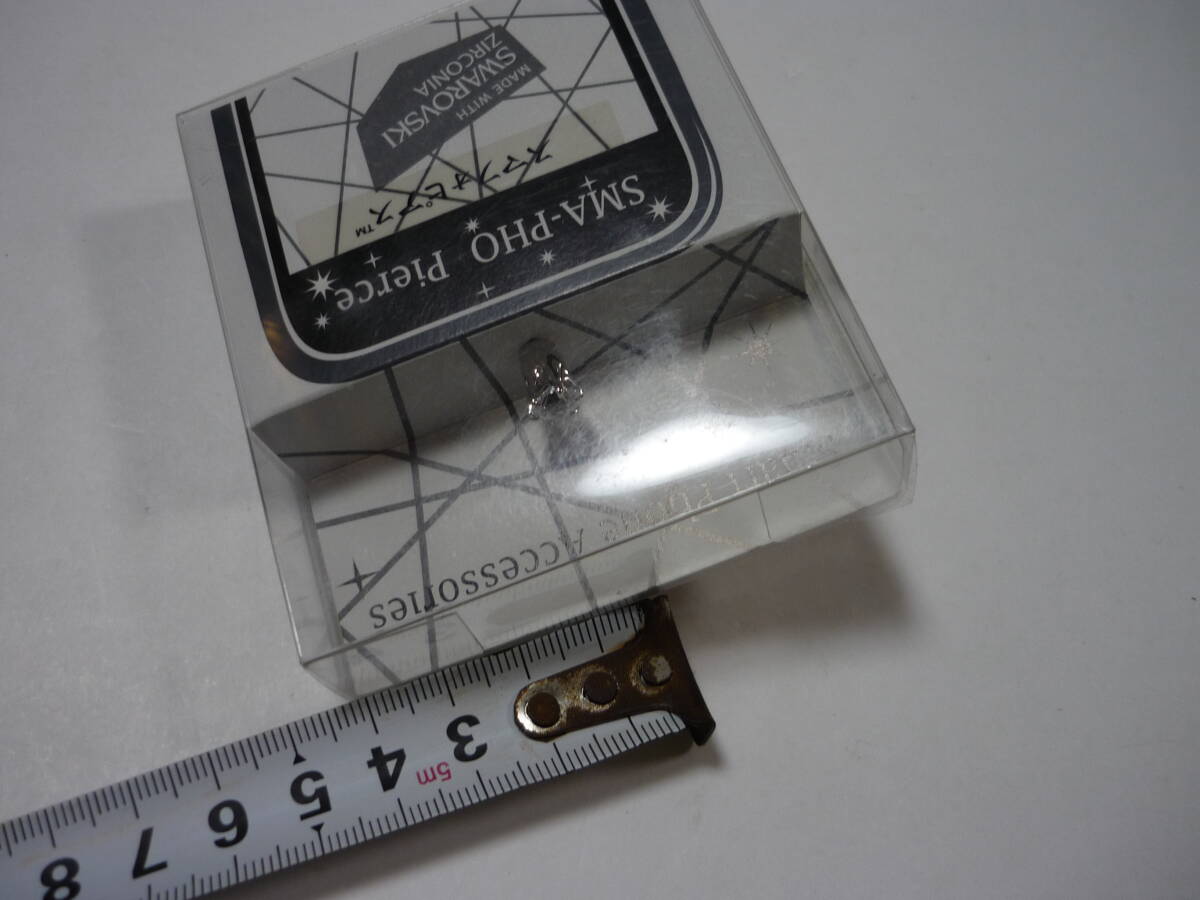 SMA-PHO Pierce
スマフォピアス™
MADE WITH
SWAROVSKI
ZIRCONIA
Accessories
3 4 5 6 7 8
5m